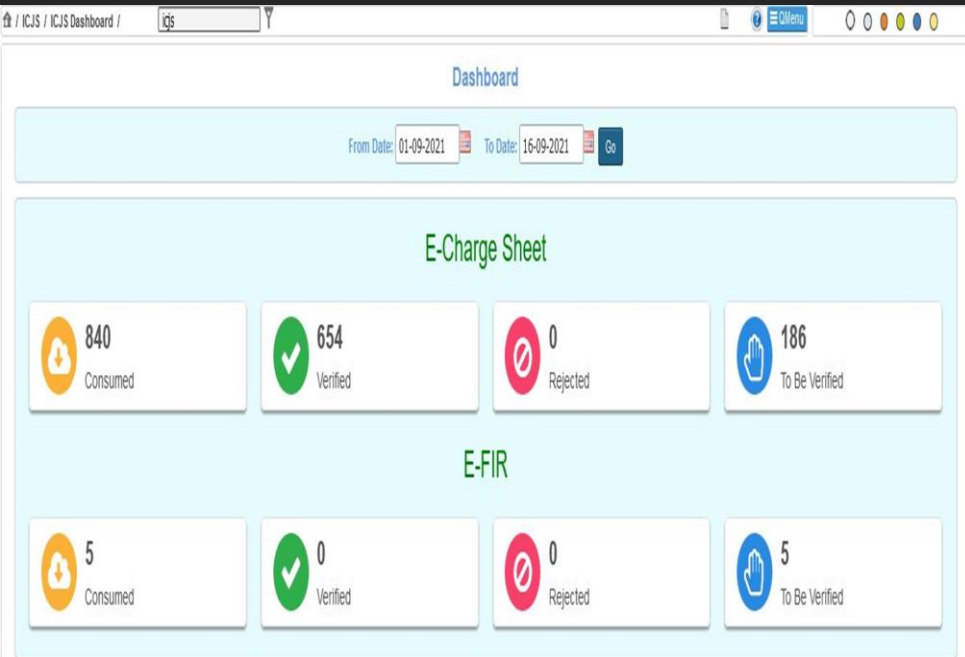 / ICJS / ICJS Dashboard / icjs QMenu
Dashboard
From Date: 01-09-2021 To Date: 16-09-2021 Go
E-Charge Sheet
840 654 0 186
Consumed Verified Rejected To Be Verified
E-FIR
5 0 0 5
Consumed Verified Rejected To Be Verified